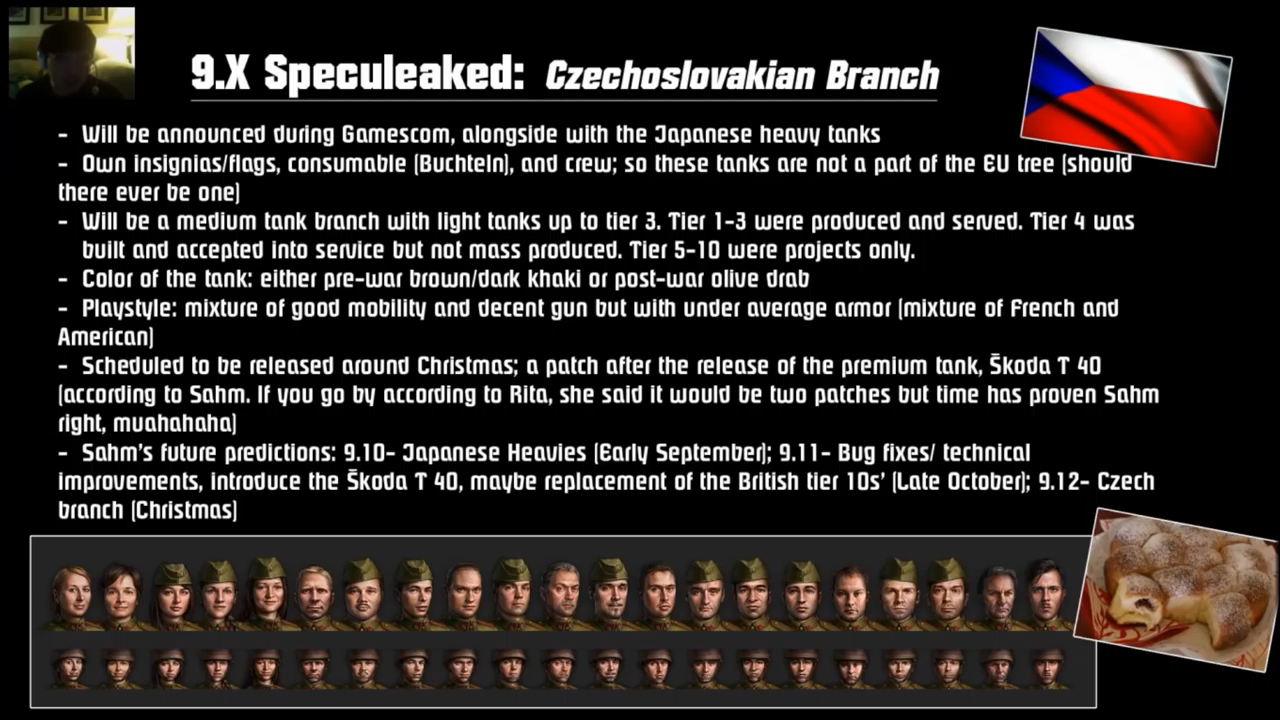 9.X Speculeaked: Czechoslovakian Branch
- Will be announced during Gamescom, alongside with the Japanese heavy tanks
- Own insignias/flags, consumable (Buchteln), and crew; so these tanks are not a part of the EU tree (should
there ever be one)
- Will be a medium tank branch with light tanks up to tier 3. Tier 1-3 were produced and served. Tier 4 was
built and accepted into service but not mass produced. Tier 5-10 were projects only.
- Color of the tank: either pre-war brown/dark khaki or post-war olive drab
- Playstyle: mixture of good mobility and decent gun but with under average armor (mixture of French and
American)
- Scheduled to be released around Christmas; a patch after the release of the premium tank, Škoda T 40
(according to Sahm. If you go by according to Rita, she said it would be two patches but time has proven Sahm
right, muahahaha)
- Sahm's future predictions: 9.10- Japanese Heavies (Early September); 9.11- Bug fixes/ technical
improvements, introduce the Škoda T 40, maybe replacement of the British tier 10s' (Late October); 9.12- Czech
branch (Christmas)